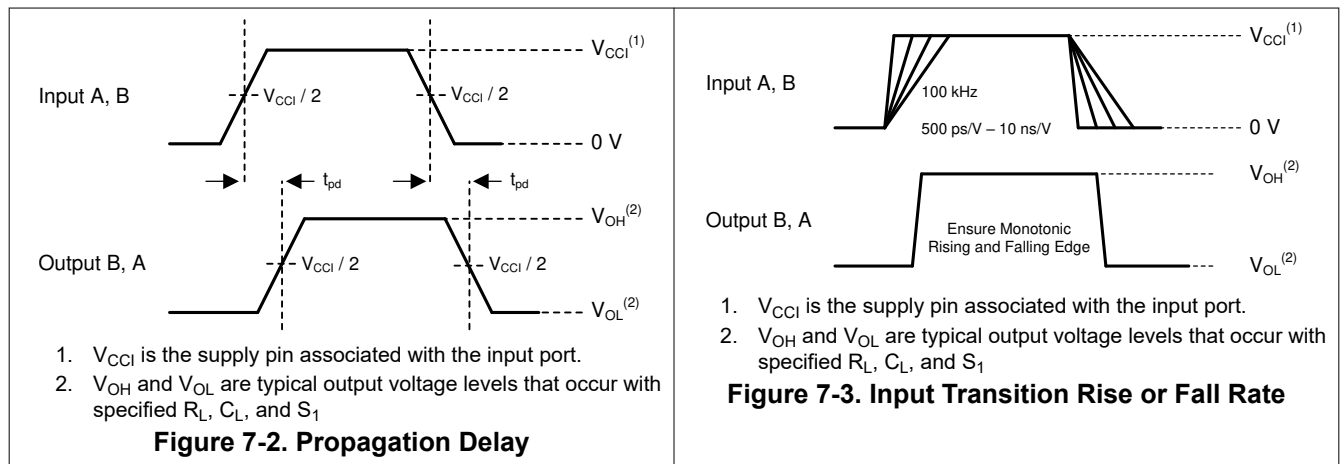 V_CCI^(1)
Input A, B
V_CCI / 2
V_CCI / 2
0 V
t_pd
t_pd
V_OH^(2)
Output B, A
V_CCI / 2
V_CCI / 2
V_OL^(2)
1. V_CCI is the supply pin associated with the input port.
2. V_OH and V_OL are typical output voltage levels that occur with
specified R_L, C_L, and S_1
Figure 7-2. Propagation Delay
V_CCI^(1)
Input A, B
100 kHz
500 ps/V – 10 ns/V
0 V
V_OH^(2)
Output B, A
Ensure Monotonic
Rising and Falling Edge
V_OL^(2)
1. V_CCI is the supply pin associated with the input port.
2. V_OH and V_OL are typical output voltage levels that occur with
specified R_L, C_L, and S_1
Figure 7-3. Input Transition Rise or Fall Rate